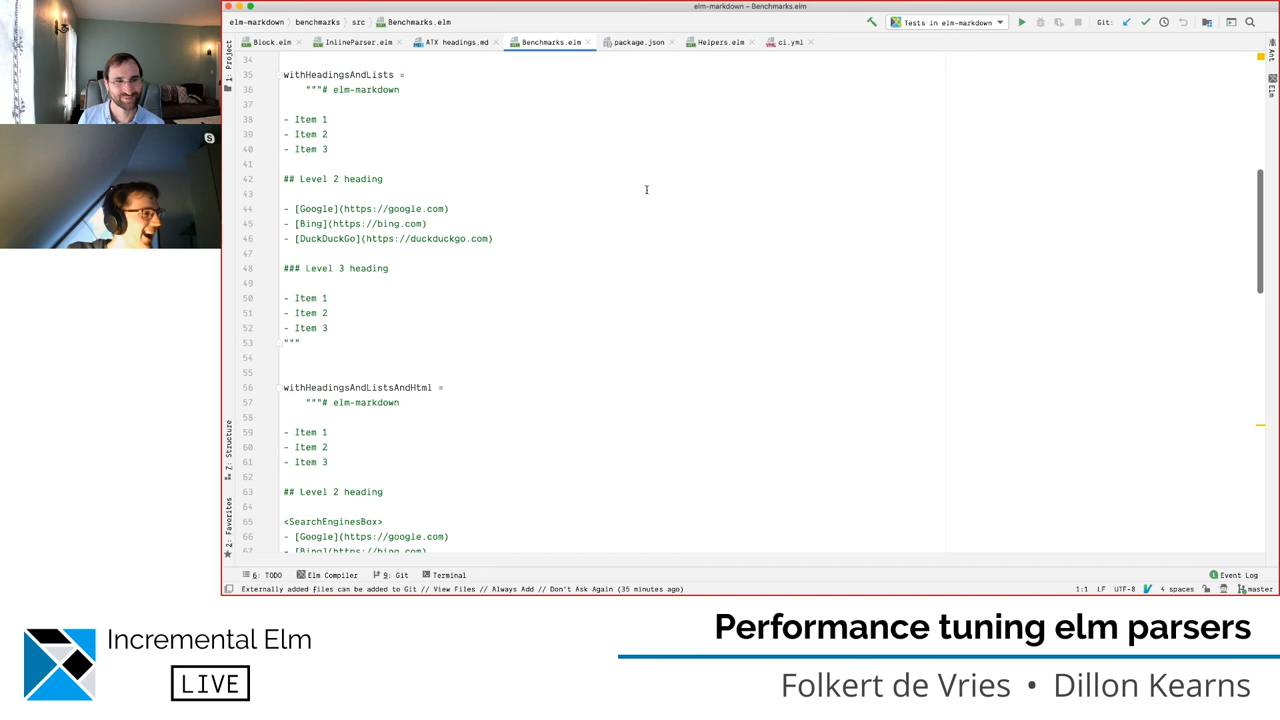 elm-markdown – Benchmarks.elm
elm-markdown › benchmarks › src › Benchmarks.elm
Tests in elm-markdown
Git:
Block.elm
InlineParser.elm
ATX headings.md
Benchmarks.elm
package.json
Helpers.elm
ci.yml
1: Project
Ant
Elm
34
35 withHeadingsAndLists =
36 """# elm-markdown
37
38 - Item 1
39 - Item 2
40 - Item 3
41
42 ## Level 2 heading
43
44 - [Google](https://google.com)
45 - [Bing](https://bing.com)
46 - [DuckDuckGo](https://duckduckgo.com)
47
48 ### Level 3 heading
49
50 - Item 1
51 - Item 2
52 - Item 3
53 """
54
55
56 withHeadingsAndListsAndHtml =
57 """# elm-markdown
58
59 - Item 1
60 - Item 2
61 - Item 3
62
63 ## Level 2 heading
64
65 <SearchEnginesBox>
66 - [Google](https://google.com)
67 - [Bing](https://bing.com)
7: Structure
2: Favorites
6: TODO
Elm Compiler
9: Git
Terminal
Event Log
Externally added files can be added to Git // View Files // Always Add // Don't Ask Again (35 minutes ago)
1:1 LF UTF-8 4 spaces master
Incremental Elm
LIVE
Performance tuning elm parsers
Folkert de Vries • Dillon Kearns